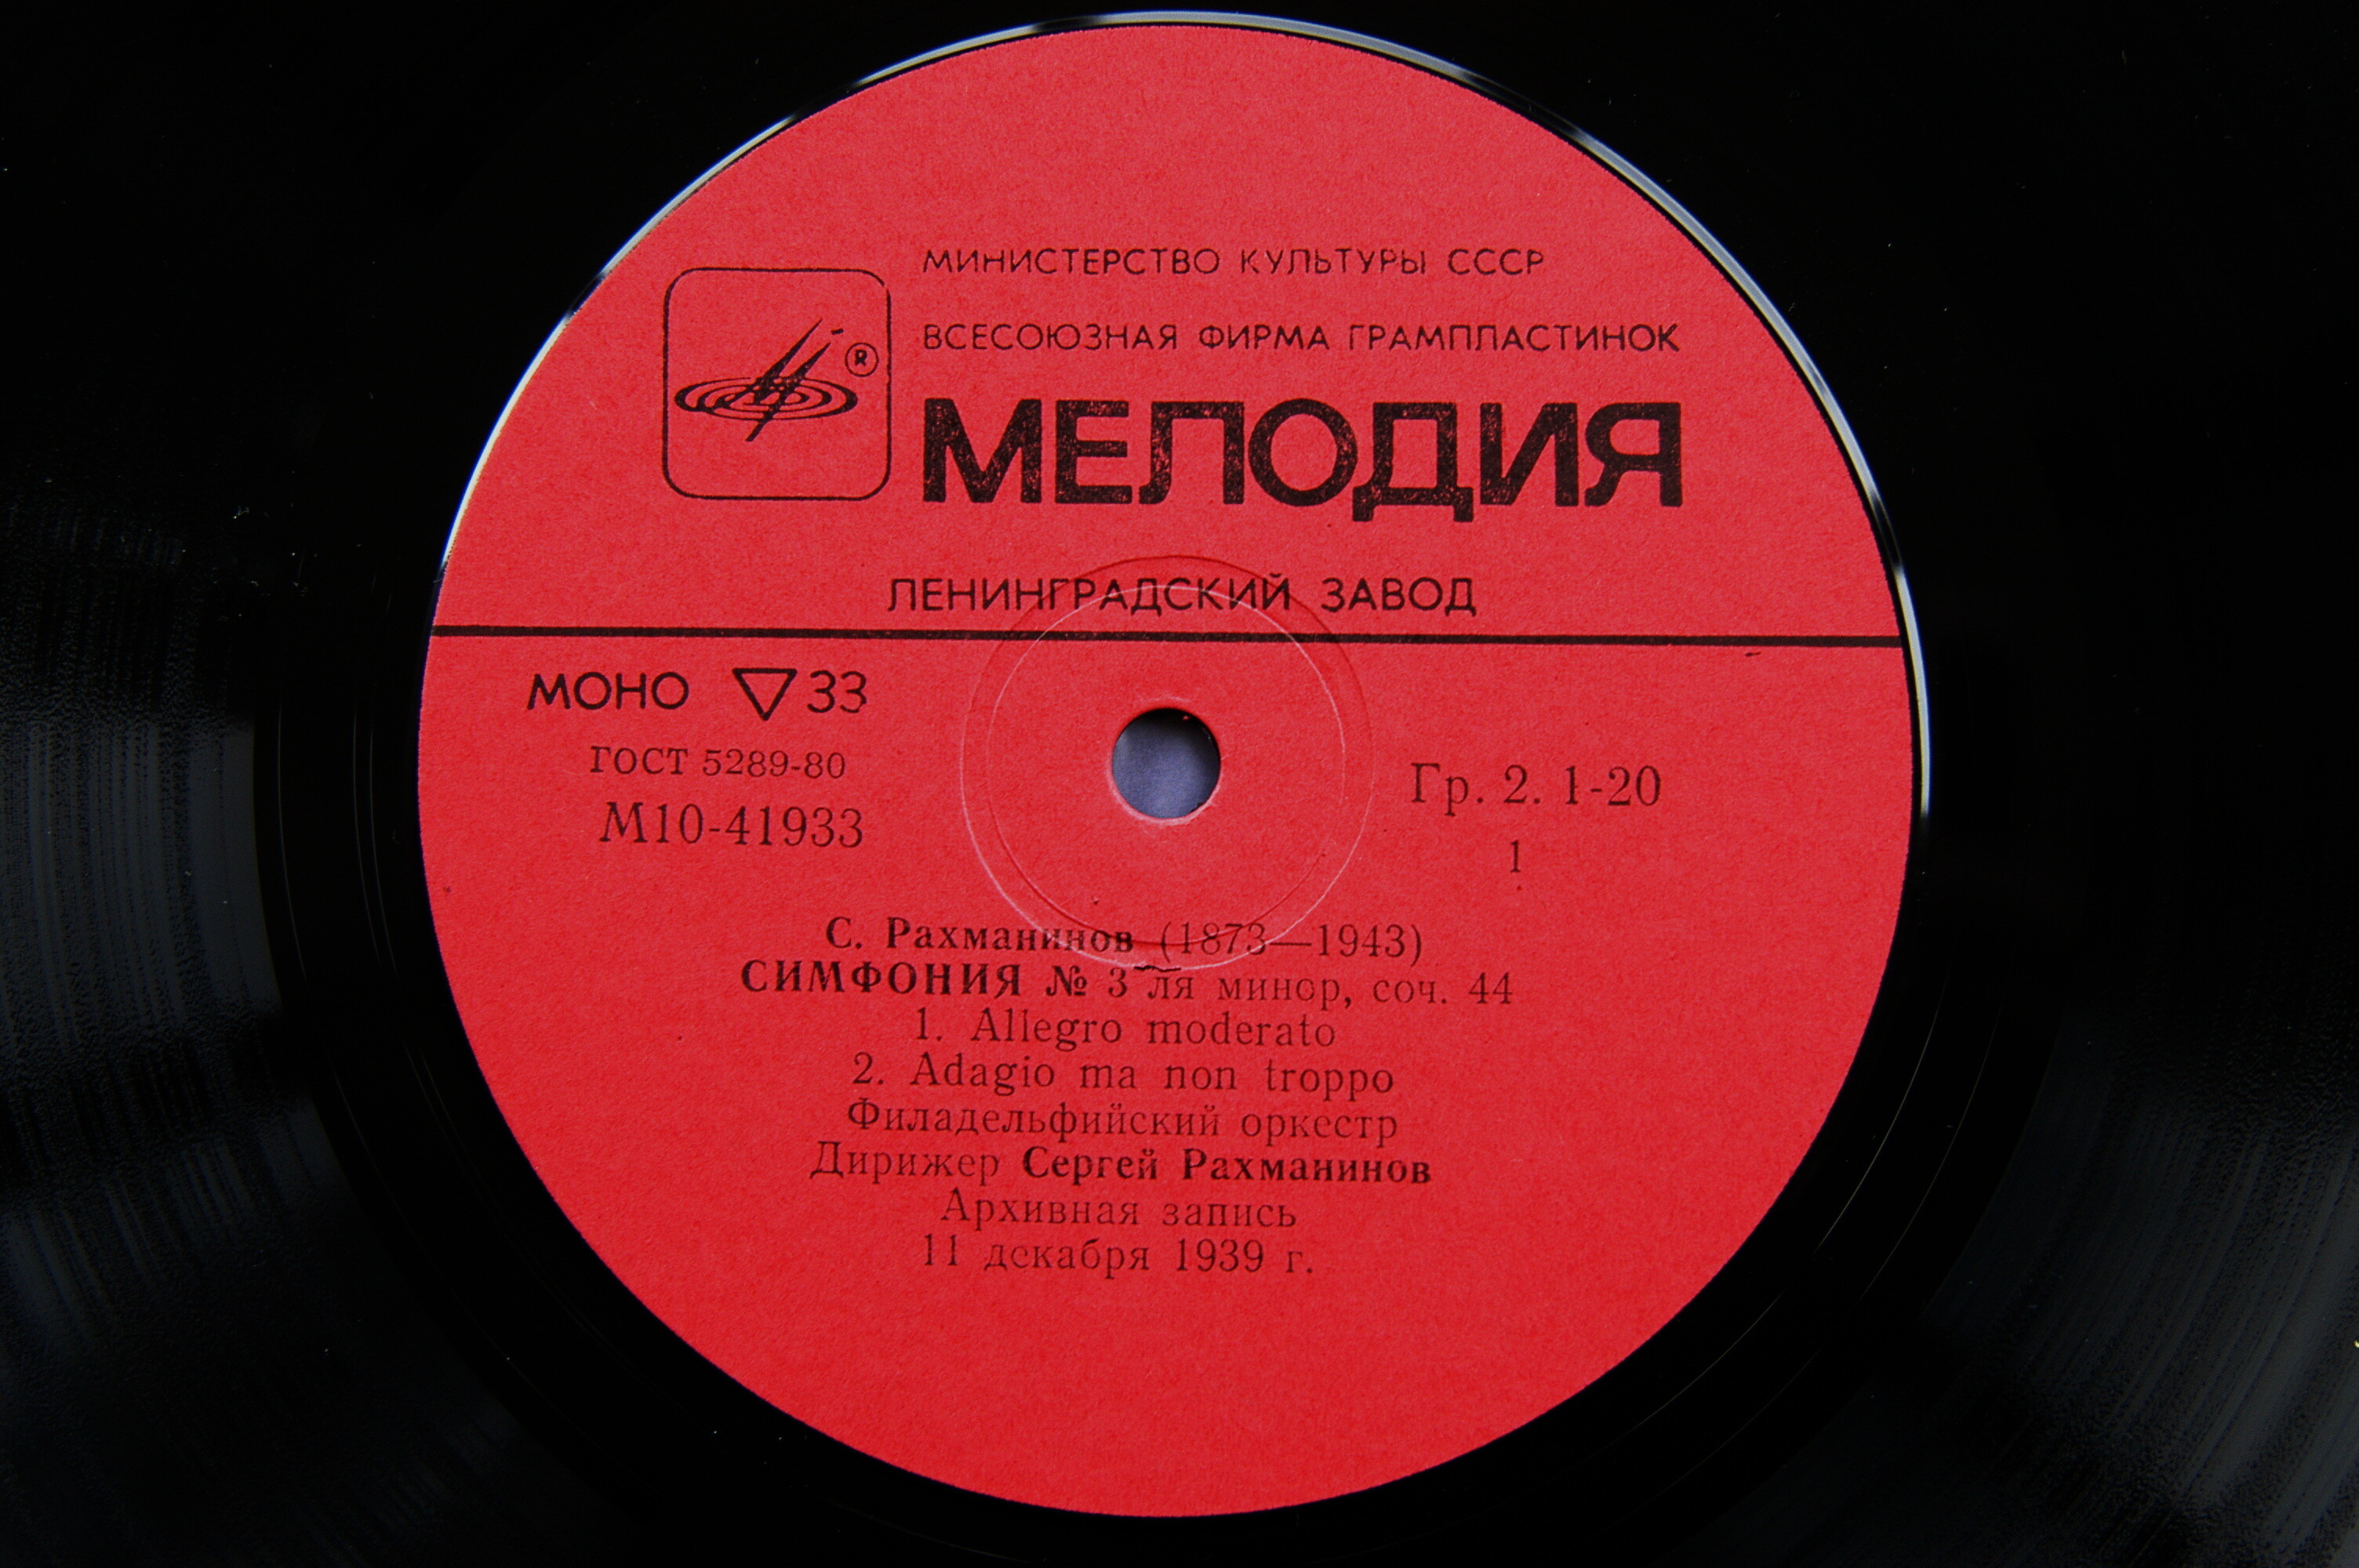 МИНИСТЕРСТВО КУЛЬТУРЫ СССР
ВСЕСОЮЗНАЯ ФИРМА ГРАМПЛАСТИНОК
®
МЕЛОДИЯ
ЛЕНИНГРАДСКИЙ ЗАВОД
МОНО ▽ 33
ГОСТ 5289-80
М10-41933
Гр. 2. 1-20
1
С. Рахманинов (1873—1943)
СИМФОНИЯ № 3 ля минор, соч. 44
1. Allegro moderato
2. Adagio ma non troppo
Филадельфийский оркестр
Дирижер Сергей Рахманинов
Архивная запись
11 декабря 1939 г.